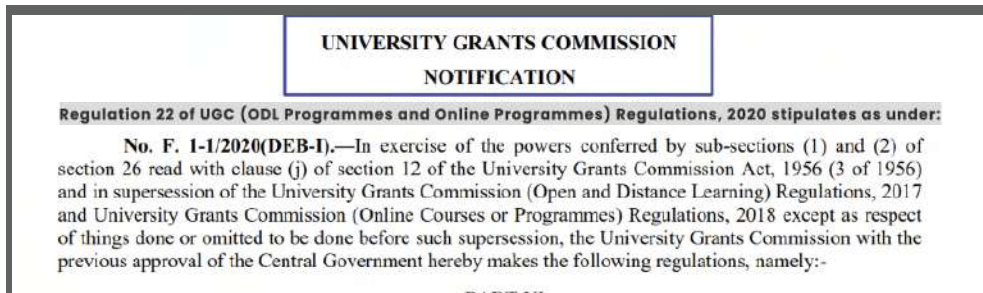 UNIVERSITY GRANTS COMMISSION
NOTIFICATION
Regulation 22 of UGC (ODL Programmes and Online Programmes) Regulations, 2020 stipulates as under:
No. F. 1-1/2020(DEB-I).—In exercise of the powers conferred by sub-sections (1) and (2) of
section 26 read with clause (j) of section 12 of the University Grants Commission Act, 1956 (3 of 1956)
and in supersession of the University Grants Commission (Open and Distance Learning) Regulations, 2017
and University Grants Commission (Online Courses or Programmes) Regulations, 2018 except as respect
of things done or omitted to be done before such supersession, the University Grants Commission with the
previous approval of the Central Government hereby makes the following regulations, namely:-